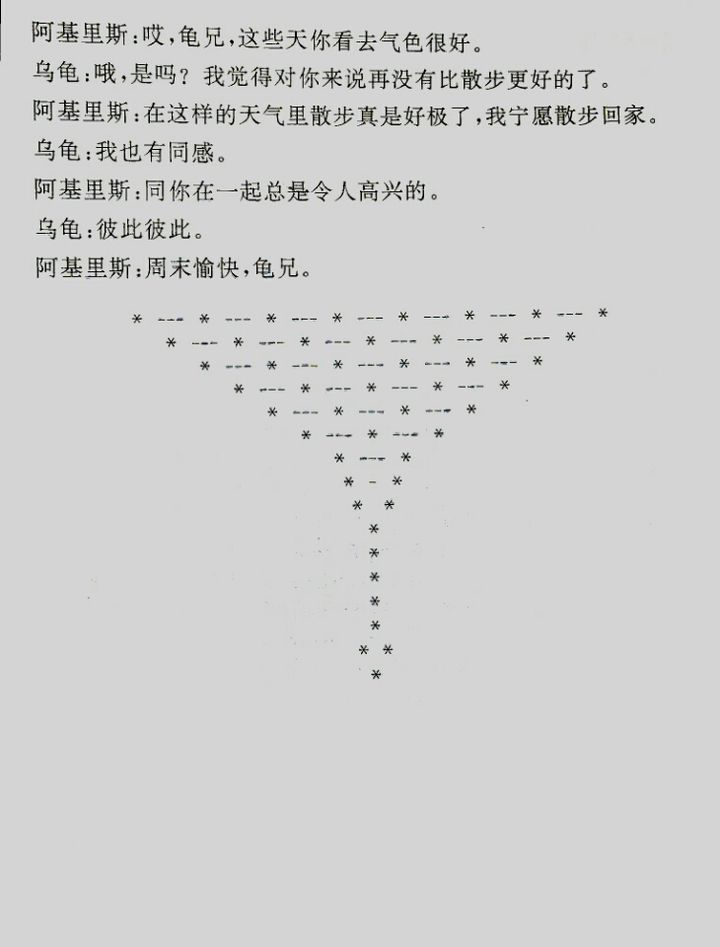 阿基里斯：哎，龟兄，这些天你看去气色很好。
乌龟：哦，是吗？我觉得对你来说再没有比散步更好的了。
阿基里斯：在这样的天气里散步真是好极了，我宁愿散步回家。
乌龟：我也有同感。
阿基里斯：同你在一起总是令人高兴的。
乌龟：彼此彼此。
阿基里斯：周末愉快，龟兄。
* --- * --- * --- * --- * --- * --- * --- *
* --- * --- * --- * --- * --- * --- *
* --- * --- * --- * --- * --- *
* --- * --- * --- * --- *
* --- * --- * --- *
* --- * --- *
* --- *
* - *
* *
*
*
*
*
*
* *
*